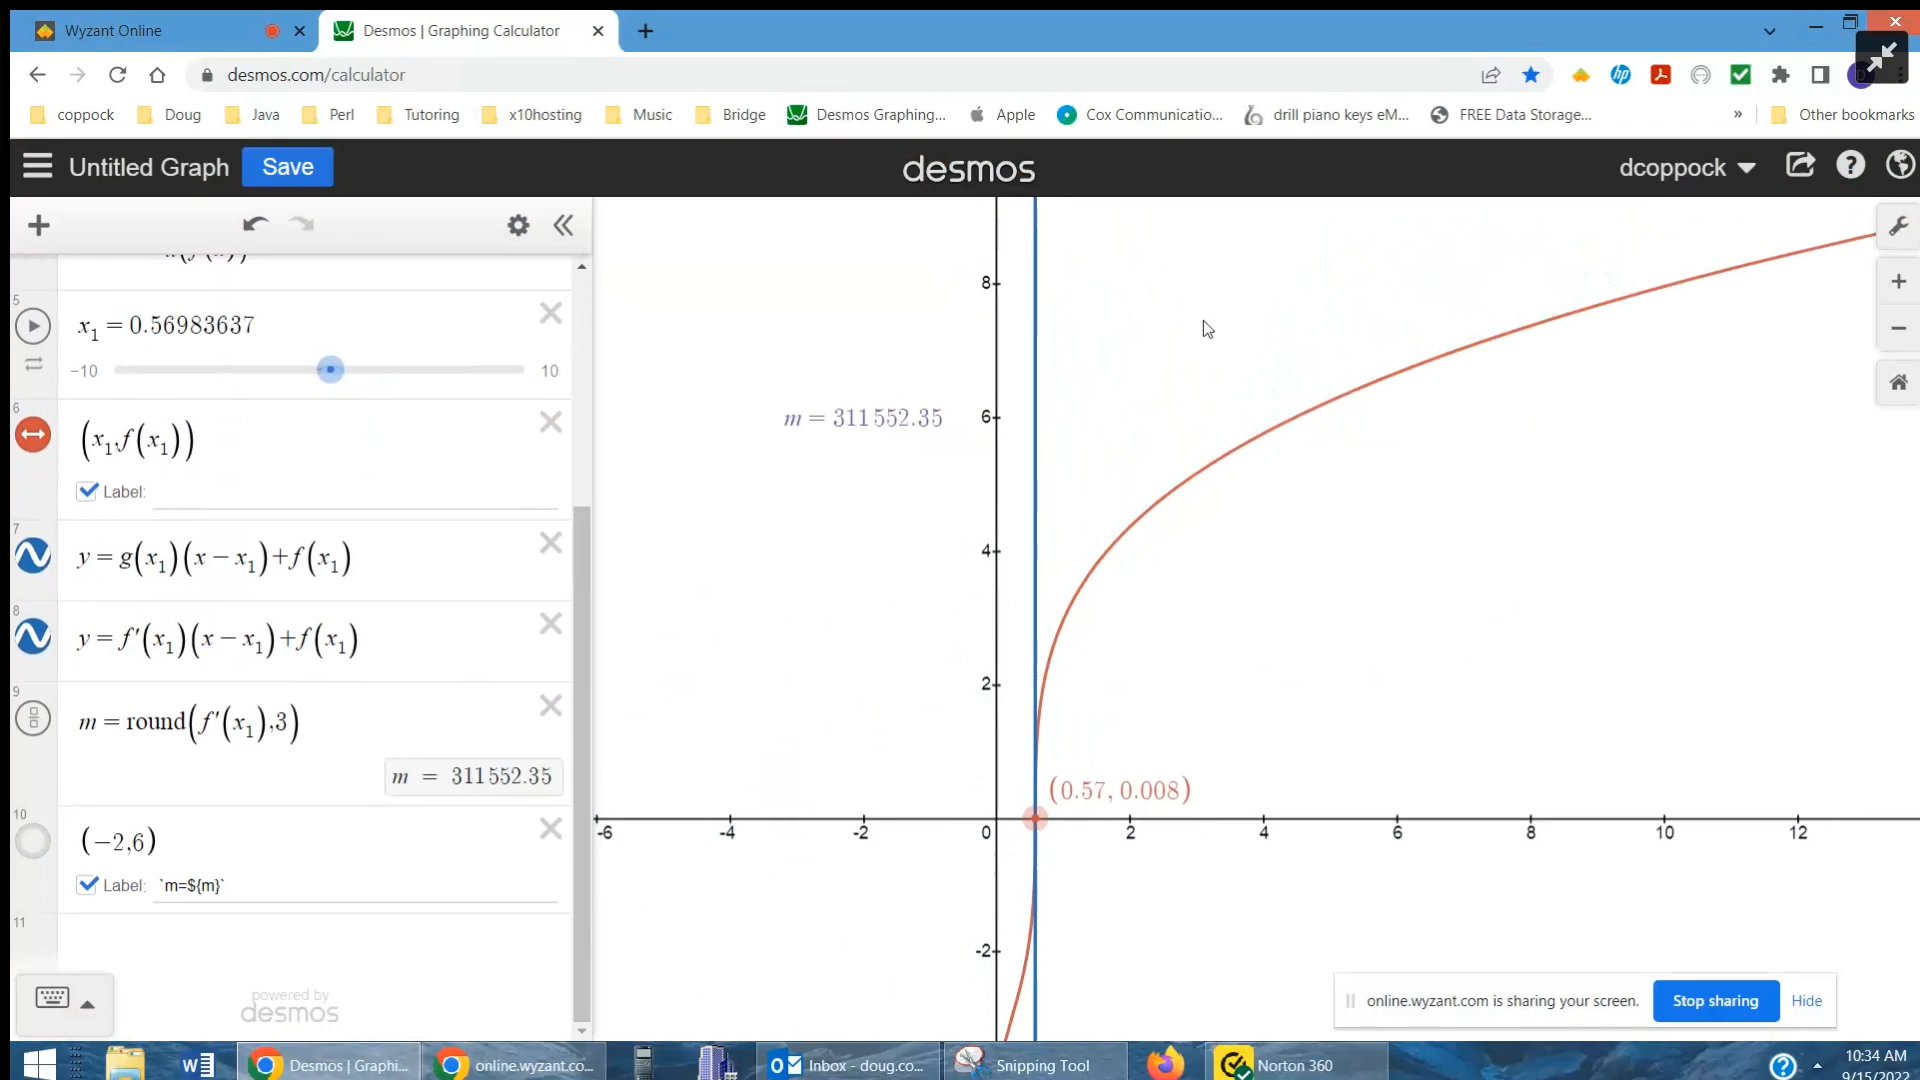 Wyzant Online
Desmos | Graphing Calculator
desmos.com/calculator
coppock
Doug
Java
Perl
Tutoring
x10hosting
Music
Bridge
Desmos Graphing...
Apple
Cox Communicatio...
drill piano keys eM...
FREE Data Storage...
»
Other bookmarks
Untitled Graph
Save
desmos
dcoppock
5
x₁ = 0.56983637
-10
10
6
(x₁, f(x₁))
Label:
7
y = g(x₁)(x − x₁) + f(x₁)
8
y = f′(x₁)(x − x₁) + f(x₁)
9
m = round(f′(x₁), 3)
m = 311552.35
10
(−2,6)
Label: `m=${m}`
11
powered by
desmos
m = 311552.35
8
6
4
2
(0.57, 0.008)
-6 -4 -2 0 2 4 6 8 10 12
-2
online.wyzant.com is sharing your screen.
Stop sharing
Hide
Desmos | Graphi...
online.wyzant.co...
Inbox - doug.co...
Snipping Tool
Norton 360
10:34 AM
9/15/2022